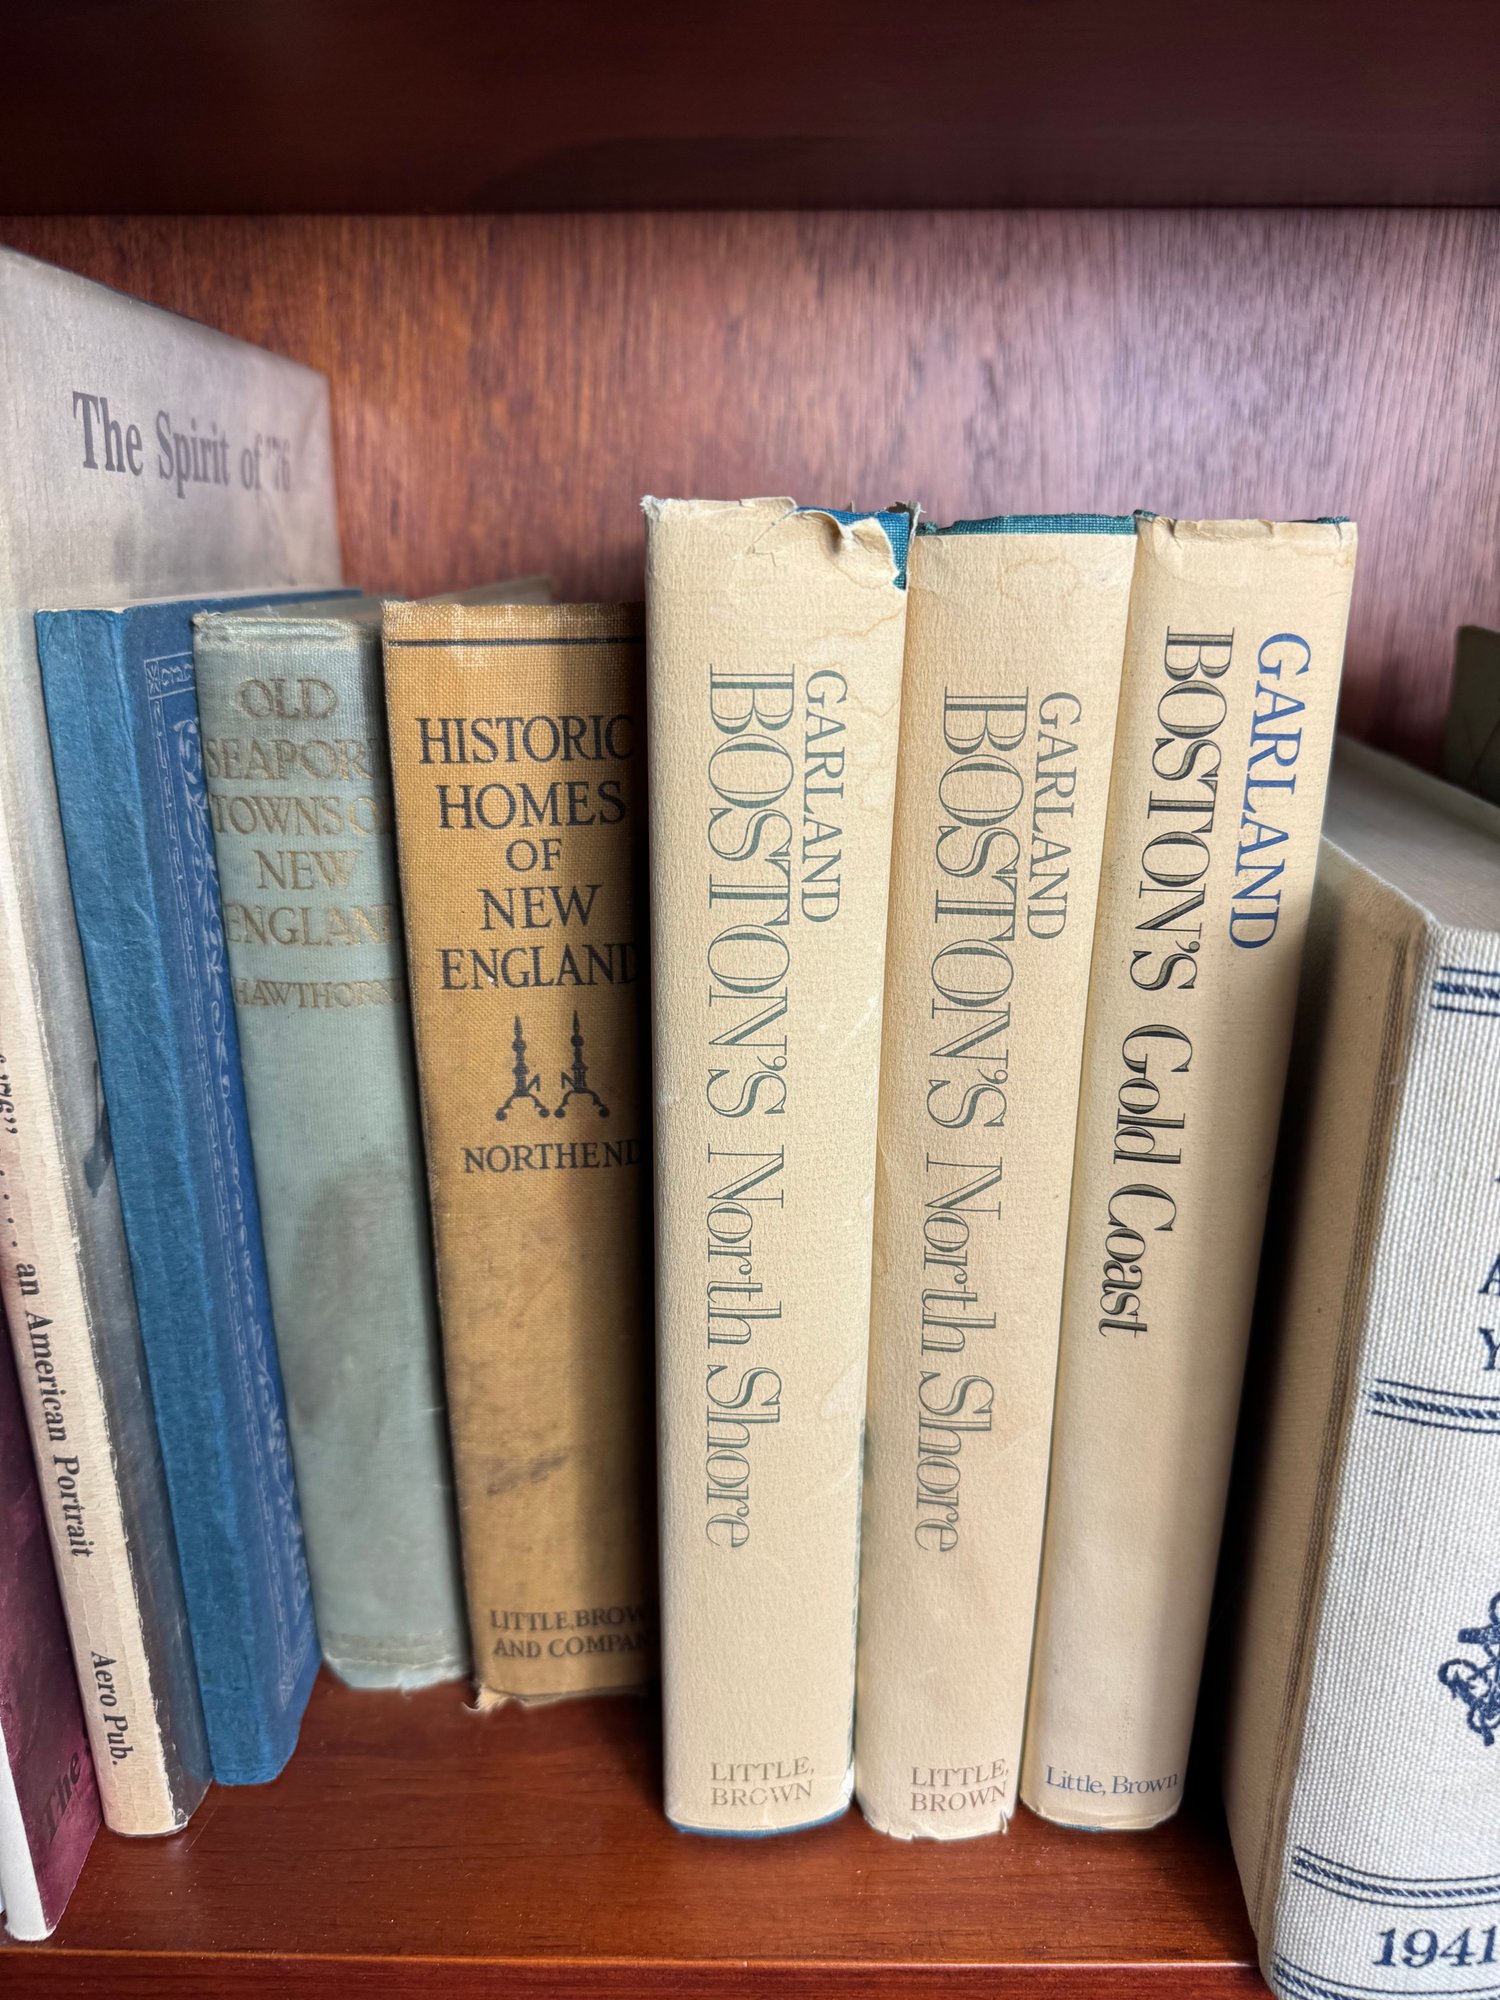 The Spirit of '76
'76" .... an American Portrait
Aero Pub.
The
OLD
SEAPORT
TOWNS OF
NEW
ENGLAND
HAWTHORNE
HISTORIC
HOMES
OF
NEW
ENGLAND
NORTHEND
LITTLE, BROWN
AND COMPANY
GARLAND
BOSTON'S North Shore
LITTLE,
BROWN
GARLAND
BOSTON'S North Shore
LITTLE,
BROWN
GARLAND
BOSTON'S Gold Coast
Little, Brown
A
Y
1941